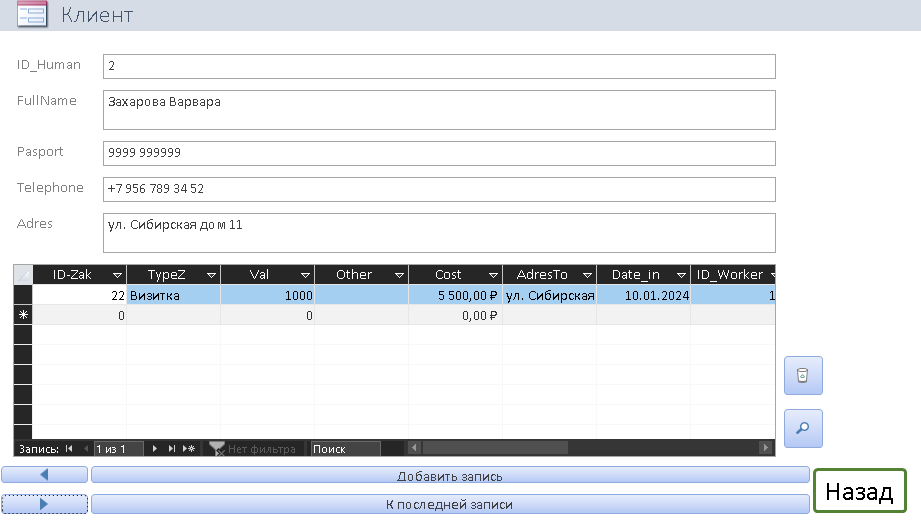 Клиент
ID_Human 2
FullName Захарова Варвара
Pasport 9999 999999
Telephone +7 956 789 34 52
Adres ул. Сибирская дом 11
ID-Zak TypeZ Val Other Cost AdresTo Date_in ID_Worker
22 Визитка 1000 5 500,00 ₽ ул. Сибирская 10.01.2024 1
0 0 0,00 ₽
Запись: 1 из 1 Нет фильтра Поиск
Добавить запись
К последней записи
Назад